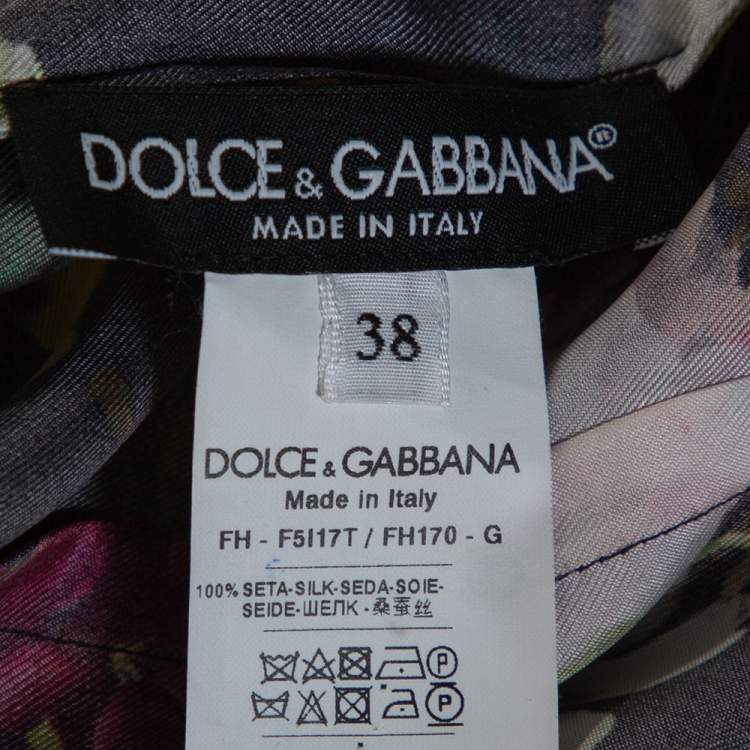 DOLCE & GABBANA®
MADE IN ITALY
38
DOLCE & GABBANA
Made in Italy
FH - F5I17T / FH170 - G
100% SETA-SILK-SEDA-SOIE-
SEIDE-ШЕЛК -桑蚕丝
P
P